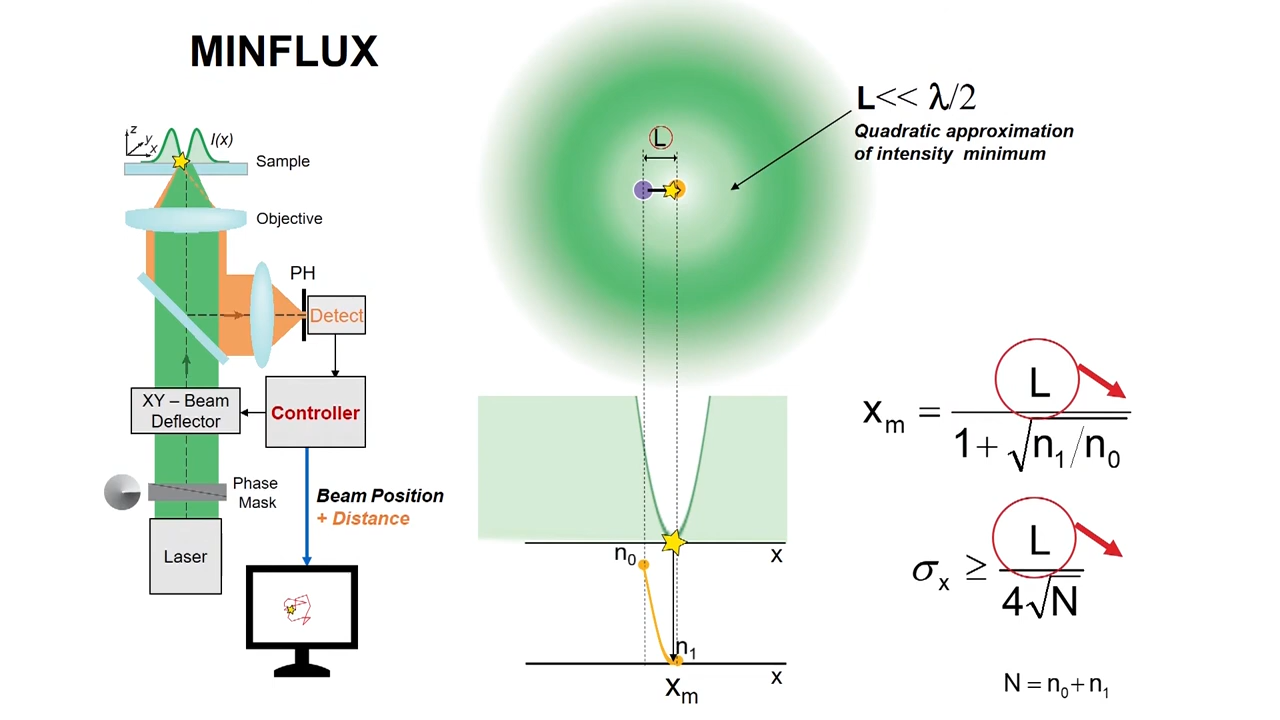 MINFLUX
z
y
x
I(x)
Sample
Objective
PH
Detect
XY – Beam
Deflector
Controller
Phase
Mask
Beam Position
+ Distance
Laser
L
L<< λ/2
Quadratic approximation
of intensity minimum
x
n₀
n₁
x
xₘ
xₘ = L / (1 + √n₁/n₀)
σₓ ≥ L / (4√N)
N = n₀ + n₁